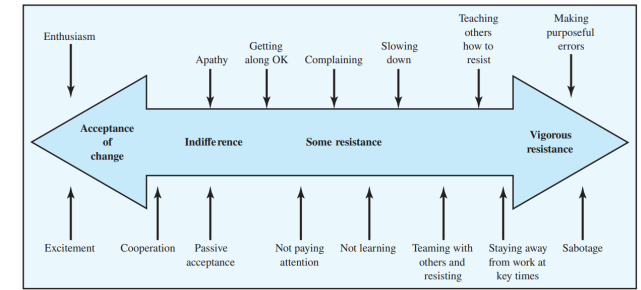 Enthusiasm
Apathy
Getting
along OK
Complaining
Slowing
down
Teaching
others
how to
resist
Making
purposeful
errors
Acceptance
of
change
Indifference
Some resistance
Vigorous
resistance
Excitement
Cooperation
Passive
acceptance
Not paying
attention
Not learning
Teaming with
others and
resisting
Staying away
from work at
key times
Sabotage